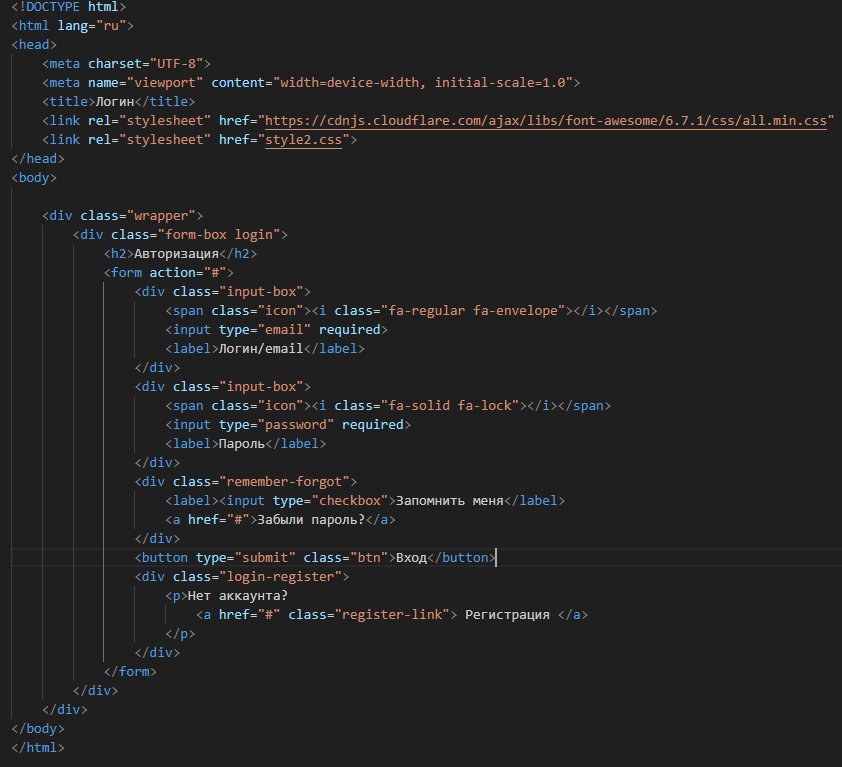 <!DOCTYPE html>
<html lang="ru">
<head>
    <meta charset="UTF-8">
    <meta name="viewport" content="width=device-width, initial-scale=1.0">
    <title>Логин</title>
    <link rel="stylesheet" href="https://cdnjs.cloudflare.com/ajax/libs/font-awesome/6.7.1/css/all.min.css"
    <link rel="stylesheet" href="style2.css">
</head>
<body>

    <div class="wrapper">
        <div class="form-box login">
            <h2>Авторизация</h2>
            <form action="#">
                <div class="input-box">
                    <span class="icon"><i class="fa-regular fa-envelope"></i></span>
                    <input type="email" required>
                    <label>Логин/email</label>
                </div>
                <div class="input-box">
                    <span class="icon"><i class="fa-solid fa-lock"></i></span>
                    <input type="password" required>
                    <label>Пароль</label>
                </div>
                <div class="remember-forgot">
                    <label><input type="checkbox">Запомнить меня</label>
                    <a href="#">Забыли пароль?</a>
                </div>
                <button type="submit" class="btn">Вход</button>
                <div class="login-register">
                    <p>Нет аккаунта?
                        <a href="#" class="register-link"> Регистрация </a>
                    </p>
                </div>
            </form>
        </div>
    </div>
</body>
</html>